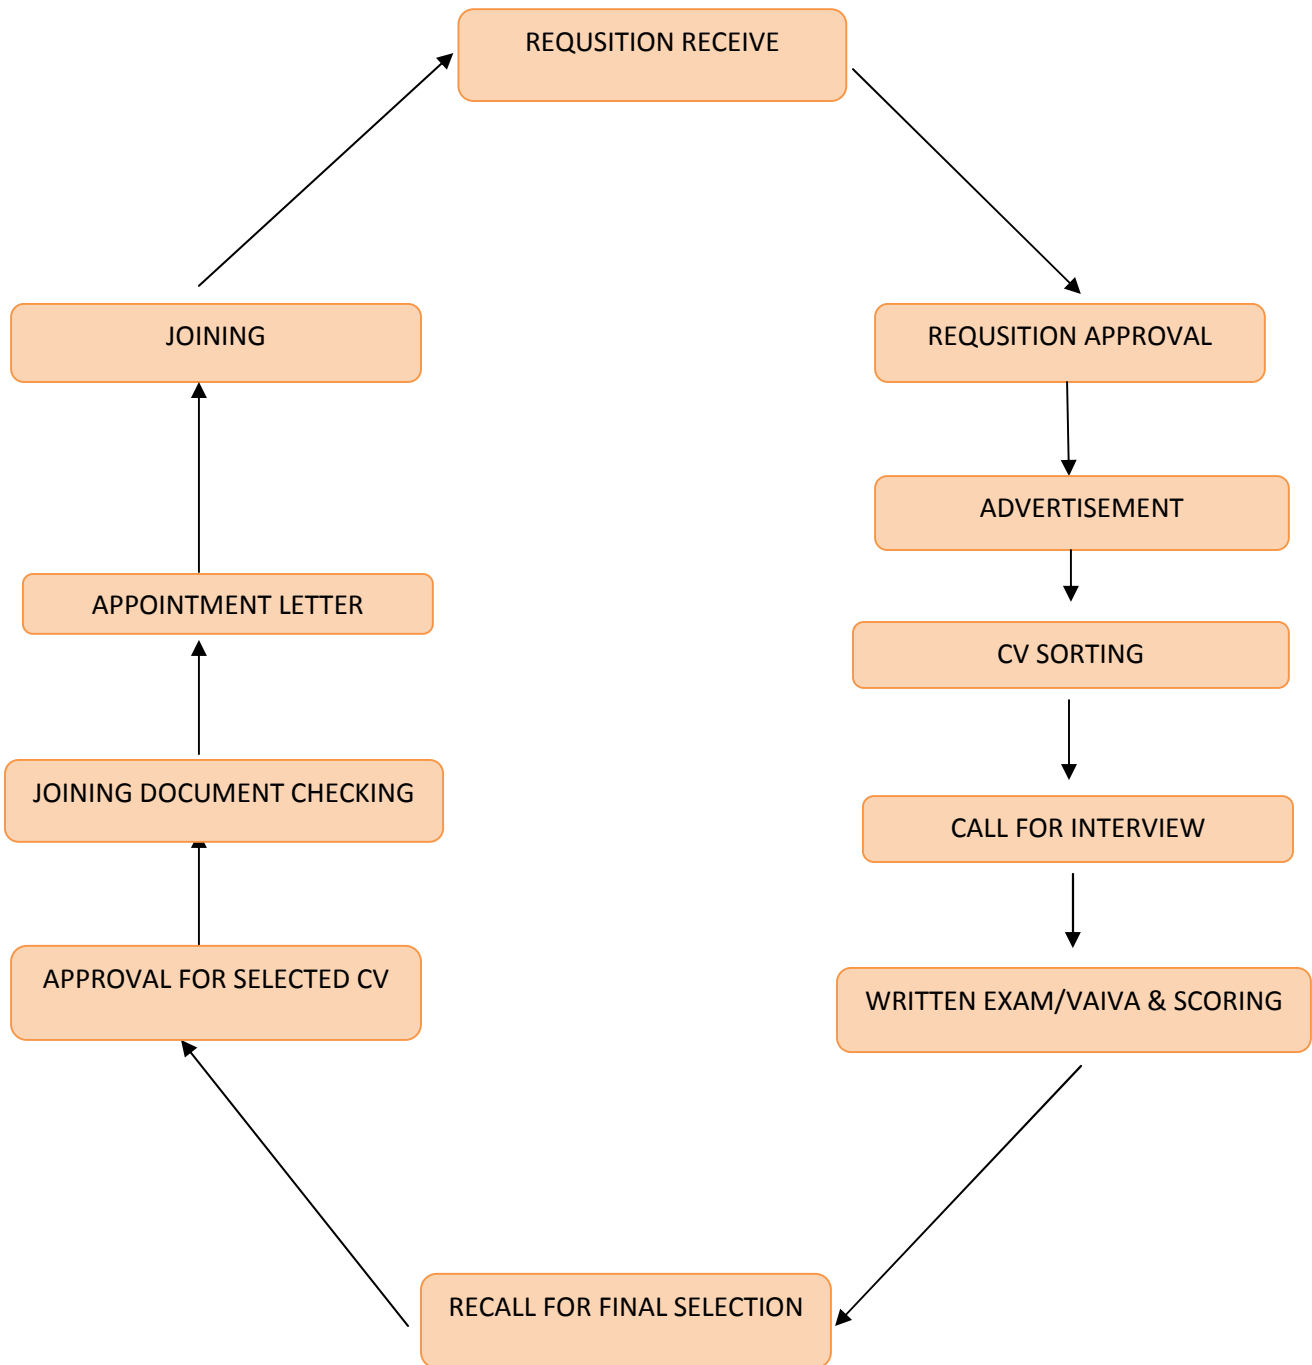 REQUSITION RECEIVE
REQUSITION APPROVAL
ADVERTISEMENT
CV SORTING
CALL FOR INTERVIEW
WRITTEN EXAM/VAIVA & SCORING
RECALL FOR FINAL SELECTION
APPROVAL FOR SELECTED CV
JOINING DOCUMENT CHECKING
APPOINTMENT LETTER
JOINING